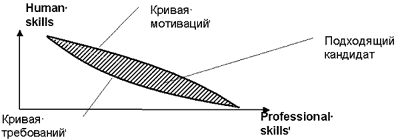 Human-
skills
Кривая
мотиваций
Подходящий
кандидат
Кривая
требований
Professional-
skills